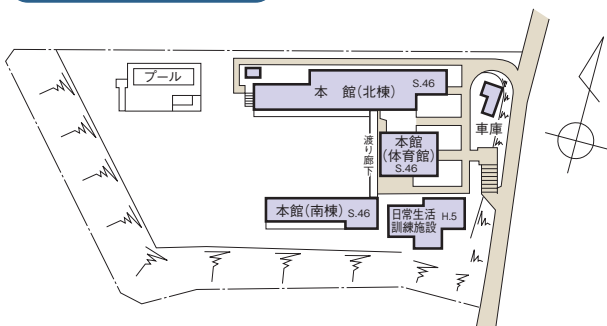 プール
本 館(北棟) S.46
車庫
渡り廊下
本館
(体育館)
S.46
本館(南棟) S.46
日常生活
訓練施設 H.5